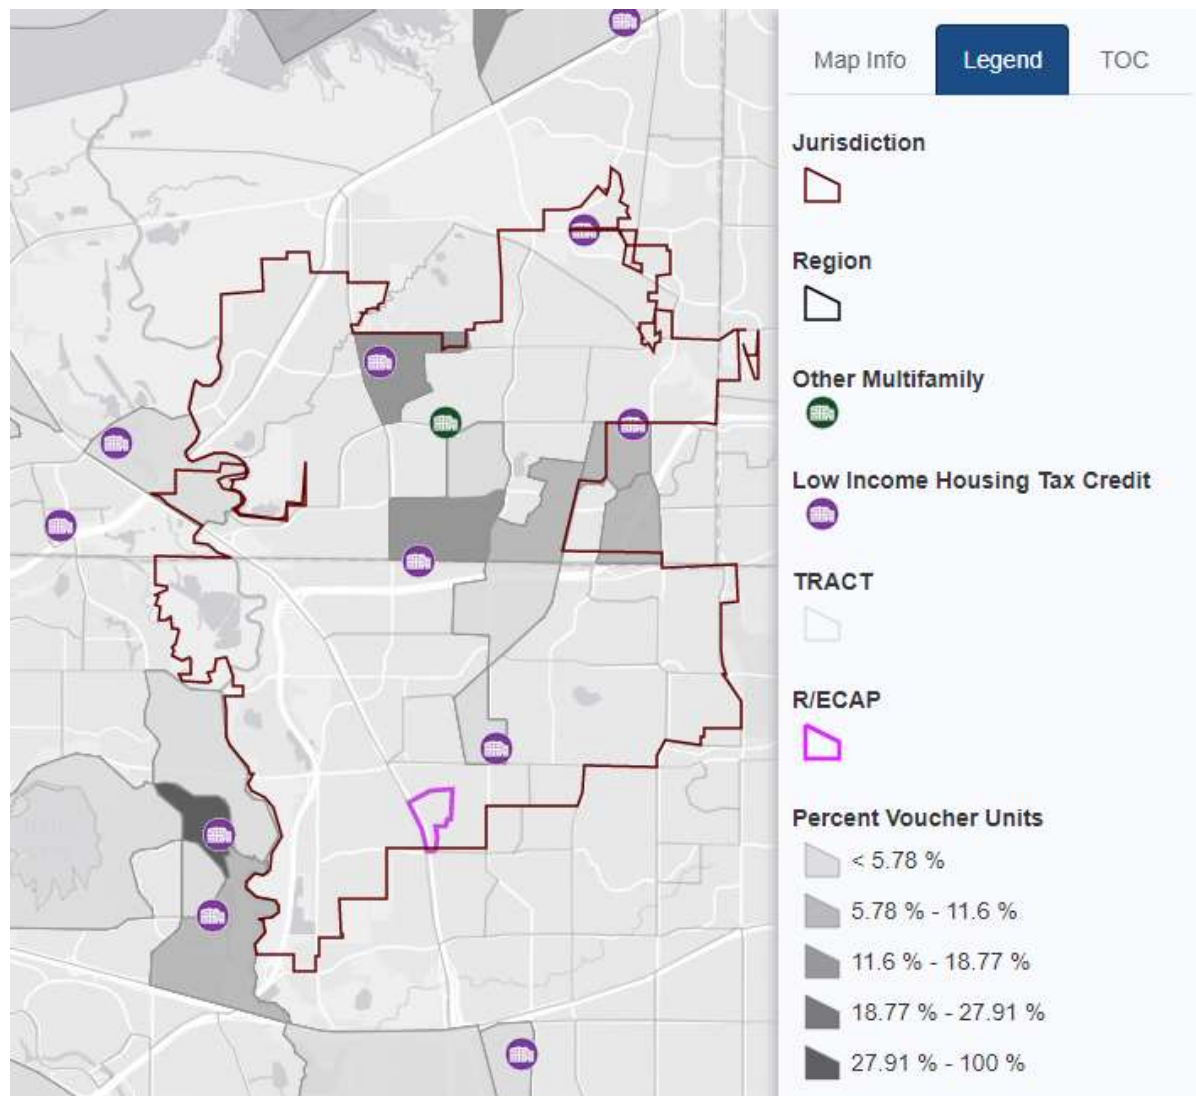 Map Info
Legend
TOC
Jurisdiction
Region
Other Multifamily
Low Income Housing Tax Credit
TRACT
R/ECAP
Percent Voucher Units
< 5.78 %
5.78 % - 11.6 %
11.6 % - 18.77 %
18.77 % - 27.91 %
27.91 % - 100 %